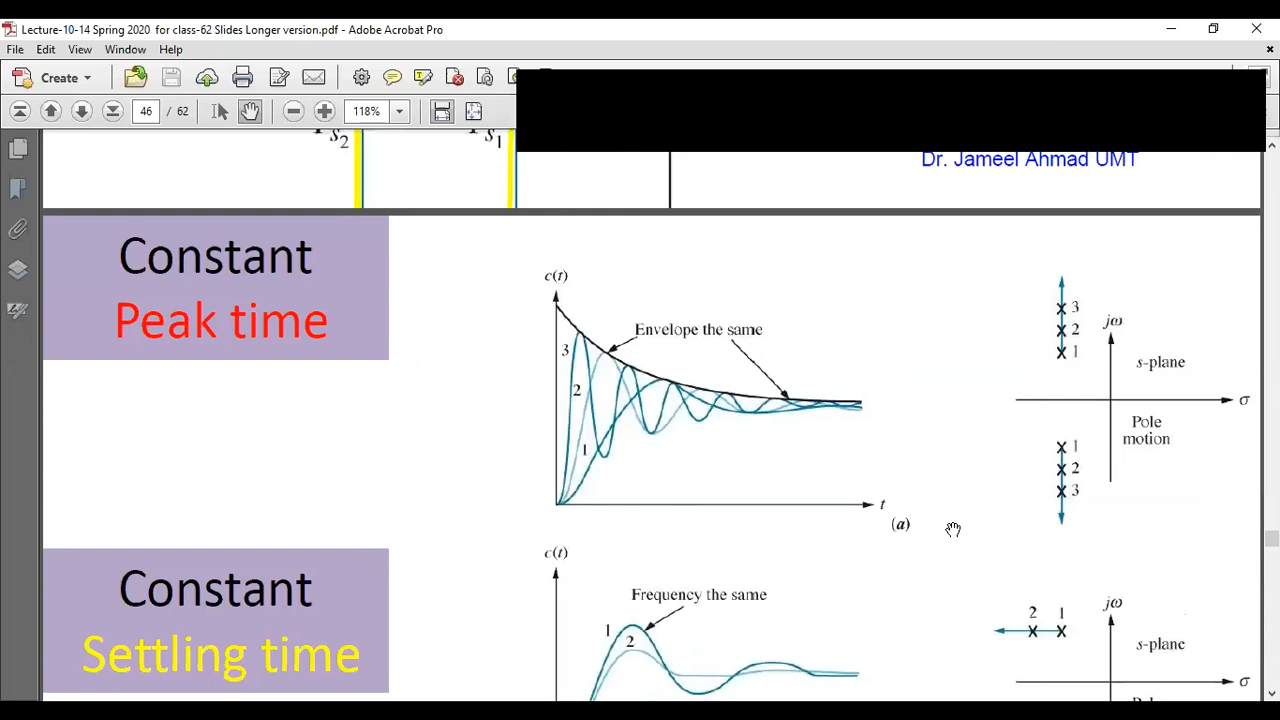 Lecture-10-14 Spring 2020 for class-62 Slides Longer version.pdf - Adobe Acrobat Pro
File Edit View Window Help
Create
46 / 62 118%
s2 s1
Dr. Jameel Ahmad UMT
Constant
Peak time
c(t)
Envelope the same
3
2
1
t
(a)
3
2
1
jω
s-plane
σ
Pole
motion
1
2
3
Constant
Settling time
c(t)
Frequency the same
1
2
2 1
jω
s-plane
σ